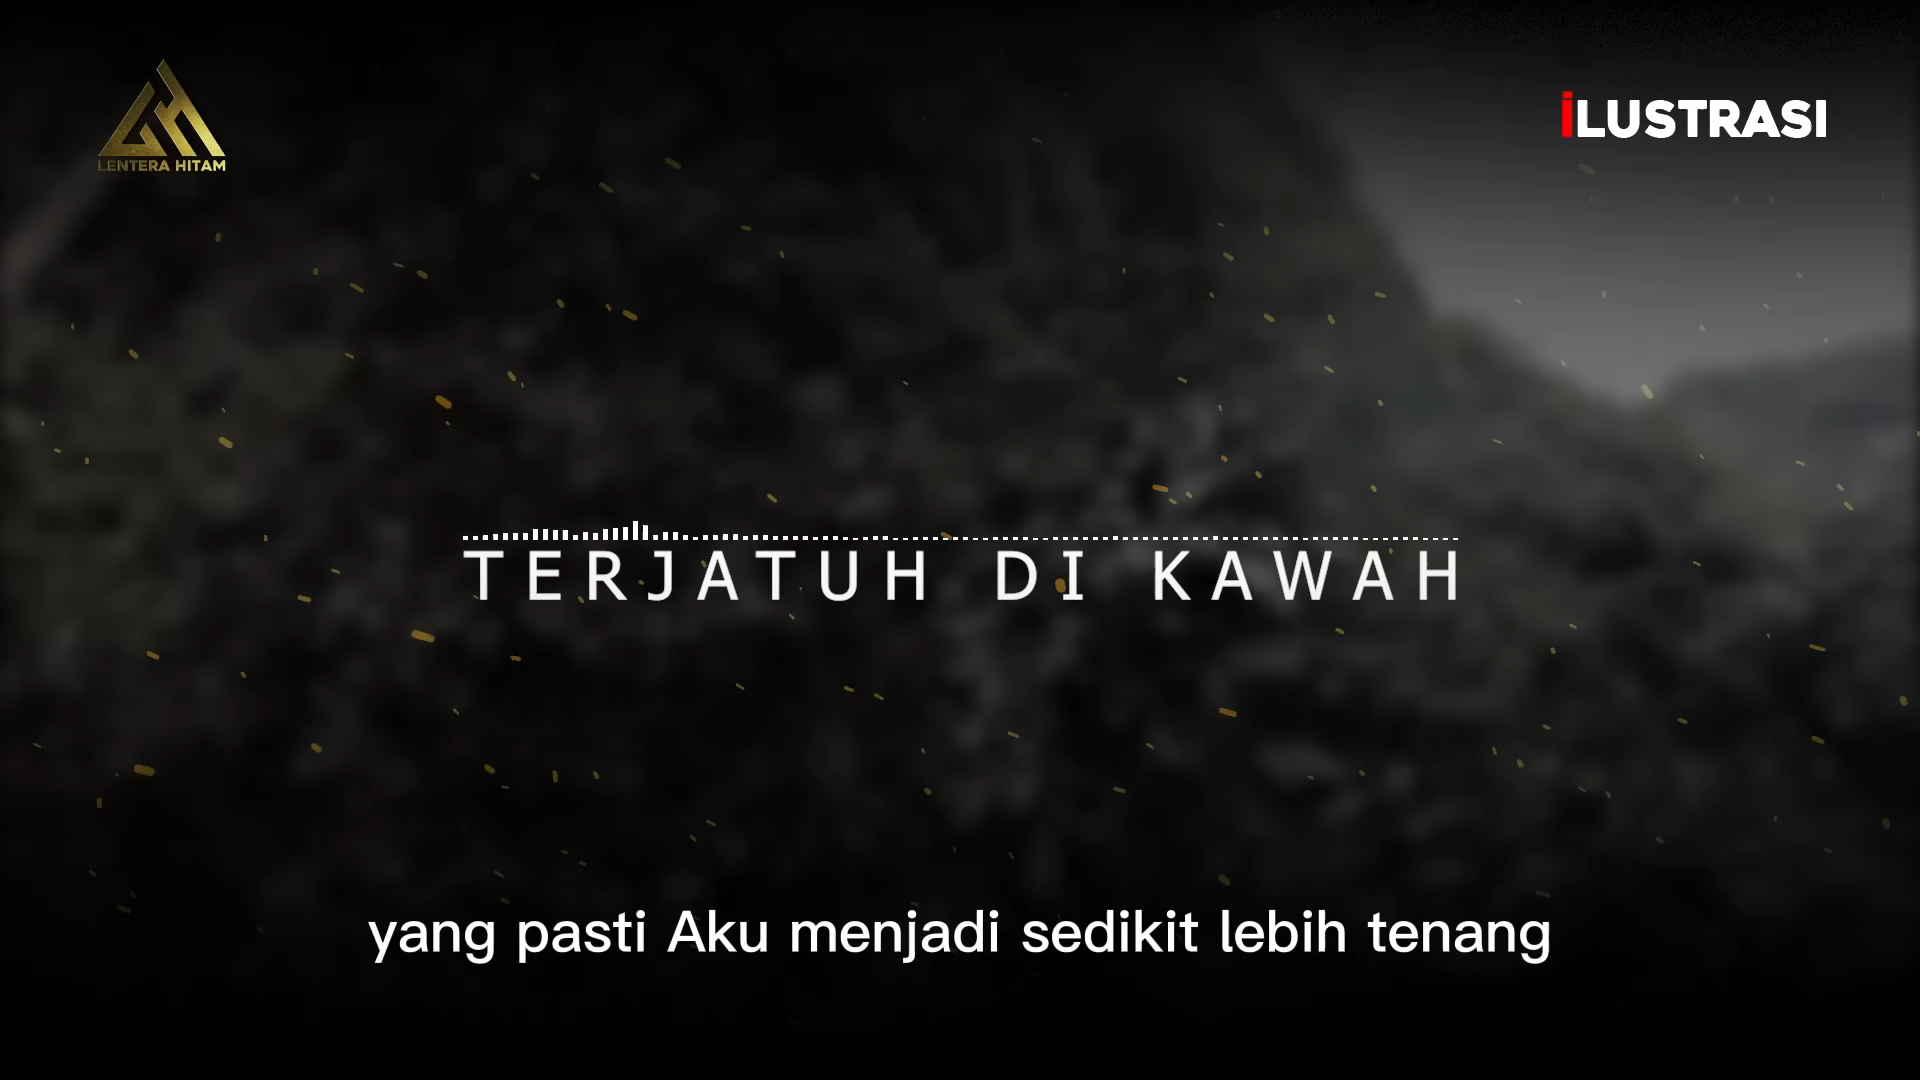 LENTERA HITAM
iLUSTRASI
TERJATUH DI KAWAH
yang pasti Aku menjadi sedikit lebih tenang